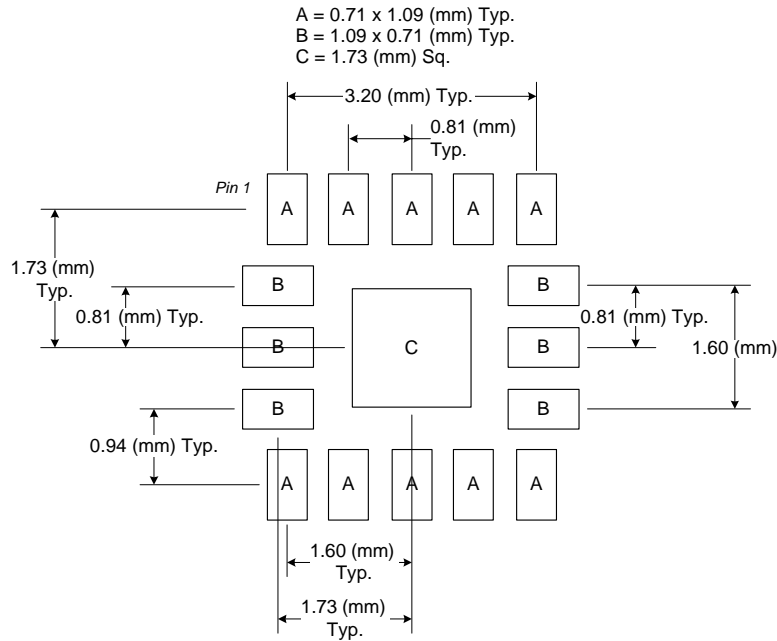 A = 0.71 x 1.09 (mm) Typ.
B = 1.09 x 0.71 (mm) Typ.
C = 1.73 (mm) Sq.
3.20 (mm) Typ.
0.81 (mm)
Typ.
Pin 1
A
A
A
A
A
1.73 (mm)
Typ.
B
B
0.81 (mm) Typ.
0.81 (mm) Typ.
B
C
B
1.60 (mm)
B
B
0.94 (mm) Typ.
A
A
A
A
A
1.60 (mm)
Typ.
1.73 (mm)
Typ.